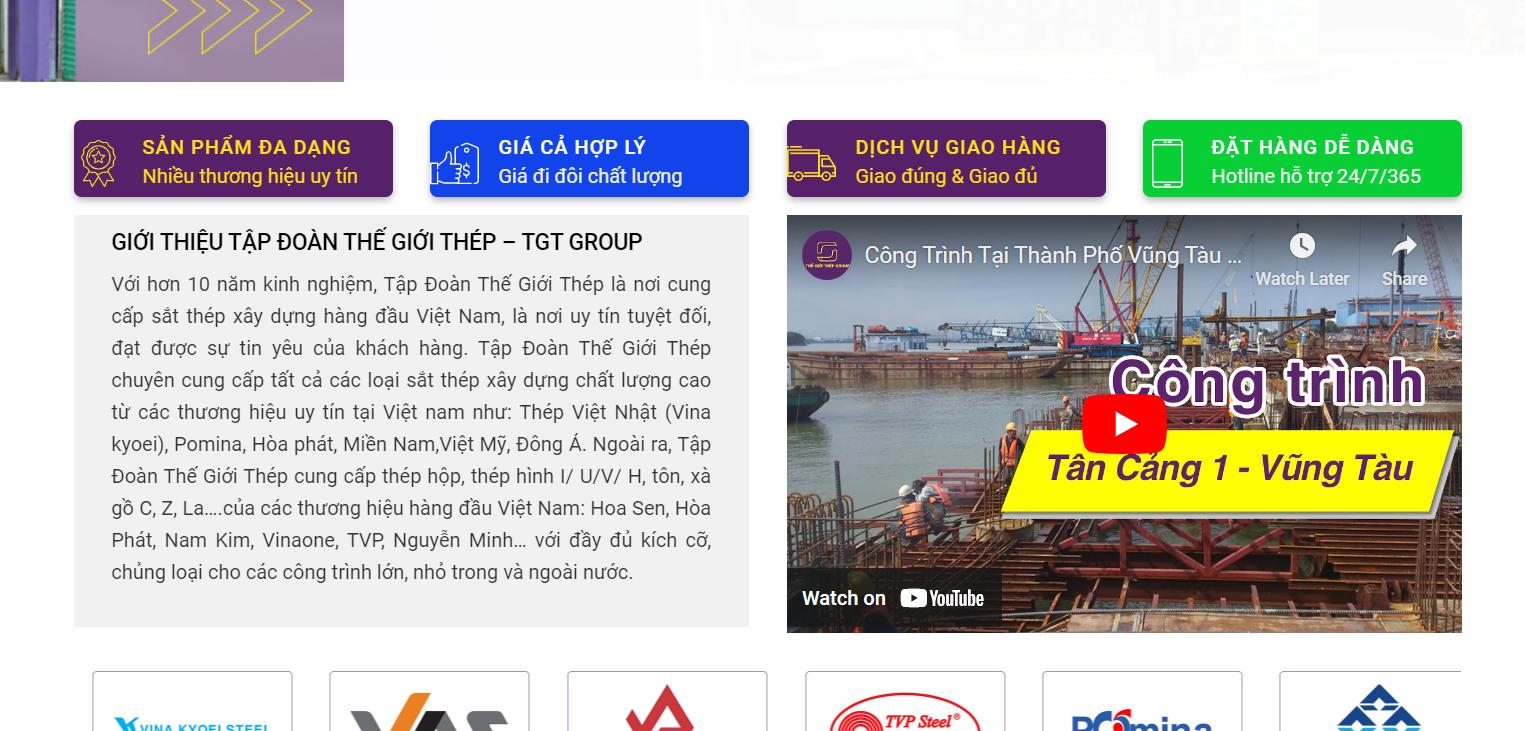 SẢN PHẨM ĐA DẠNG
Nhiều thương hiệu uy tín
GIÁ CẢ HỢP LÝ
Giá đi đôi chất lượng
DỊCH VỤ GIAO HÀNG
Giao đúng & Giao đủ
ĐẶT HÀNG DỄ DÀNG
Hotline hỗ trợ 24/7/365
GIỚI THIỆU TẬP ĐOÀN THẾ GIỚI THÉP – TGT GROUP
Với hơn 10 năm kinh nghiệm, Tập Đoàn Thế Giới Thép là nơi cung
cấp sắt thép xây dựng hàng đầu Việt Nam, là nơi uy tín tuyệt đối,
đạt được sự tin yêu của khách hàng. Tập Đoàn Thế Giới Thép
chuyên cung cấp tất cả các loại sắt thép xây dựng chất lượng cao
từ các thương hiệu uy tín tại Việt nam như: Thép Việt Nhật (Vina
kyoei), Pomina, Hòa phát, Miền Nam,Việt Mỹ, Đông Á. Ngoài ra, Tập
Đoàn Thế Giới Thép cung cấp thép hộp, thép hình I/ U/V/ H, tôn, xà
gồ C, Z, La….của các thương hiệu hàng đầu Việt Nam: Hoa Sen, Hòa
Phát, Nam Kim, Vinaone, TVP, Nguyễn Minh… với đầy đủ kích cỡ,
chủng loại cho các công trình lớn, nhỏ trong và ngoài nước.
THẾ GIỚI THÉP GROUP
Công Trình Tại Thành Phố Vũng Tàu ...
Watch Later
Share
Công trình
Tân Cảng 1 - Vũng Tàu
Watch on YouTube
VINA KYOEI STEEL
VAS
TVP Steel®
POmina